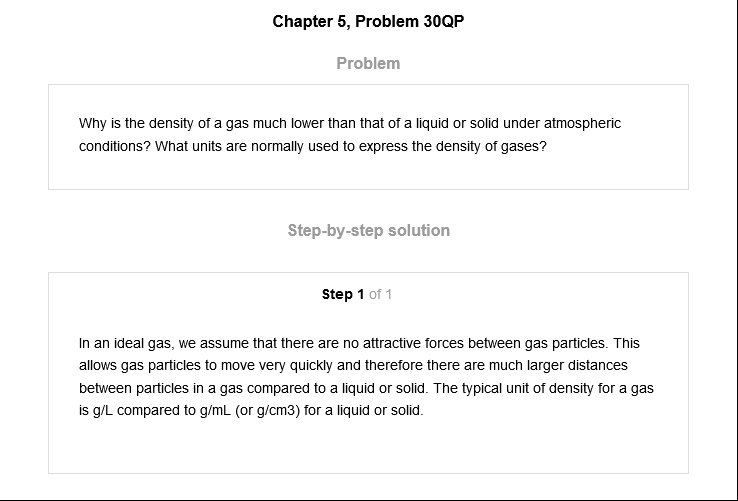 Chapter 5, Problem 30QP
Problem
Why is the density of a gas much lower than that of a liquid or solid under atmospheric
conditions? What units are normally used to express the density of gases?
Step-by-step solution
Step 1 of 1
In an ideal gas, we assume that there are no attractive forces between gas particles. This
allows gas particles to move very quickly and therefore there are much larger distances
between particles in a gas compared to a liquid or solid. The typical unit of density for a gas
is g/L compared to g/mL (or g/cm3) for a liquid or solid.